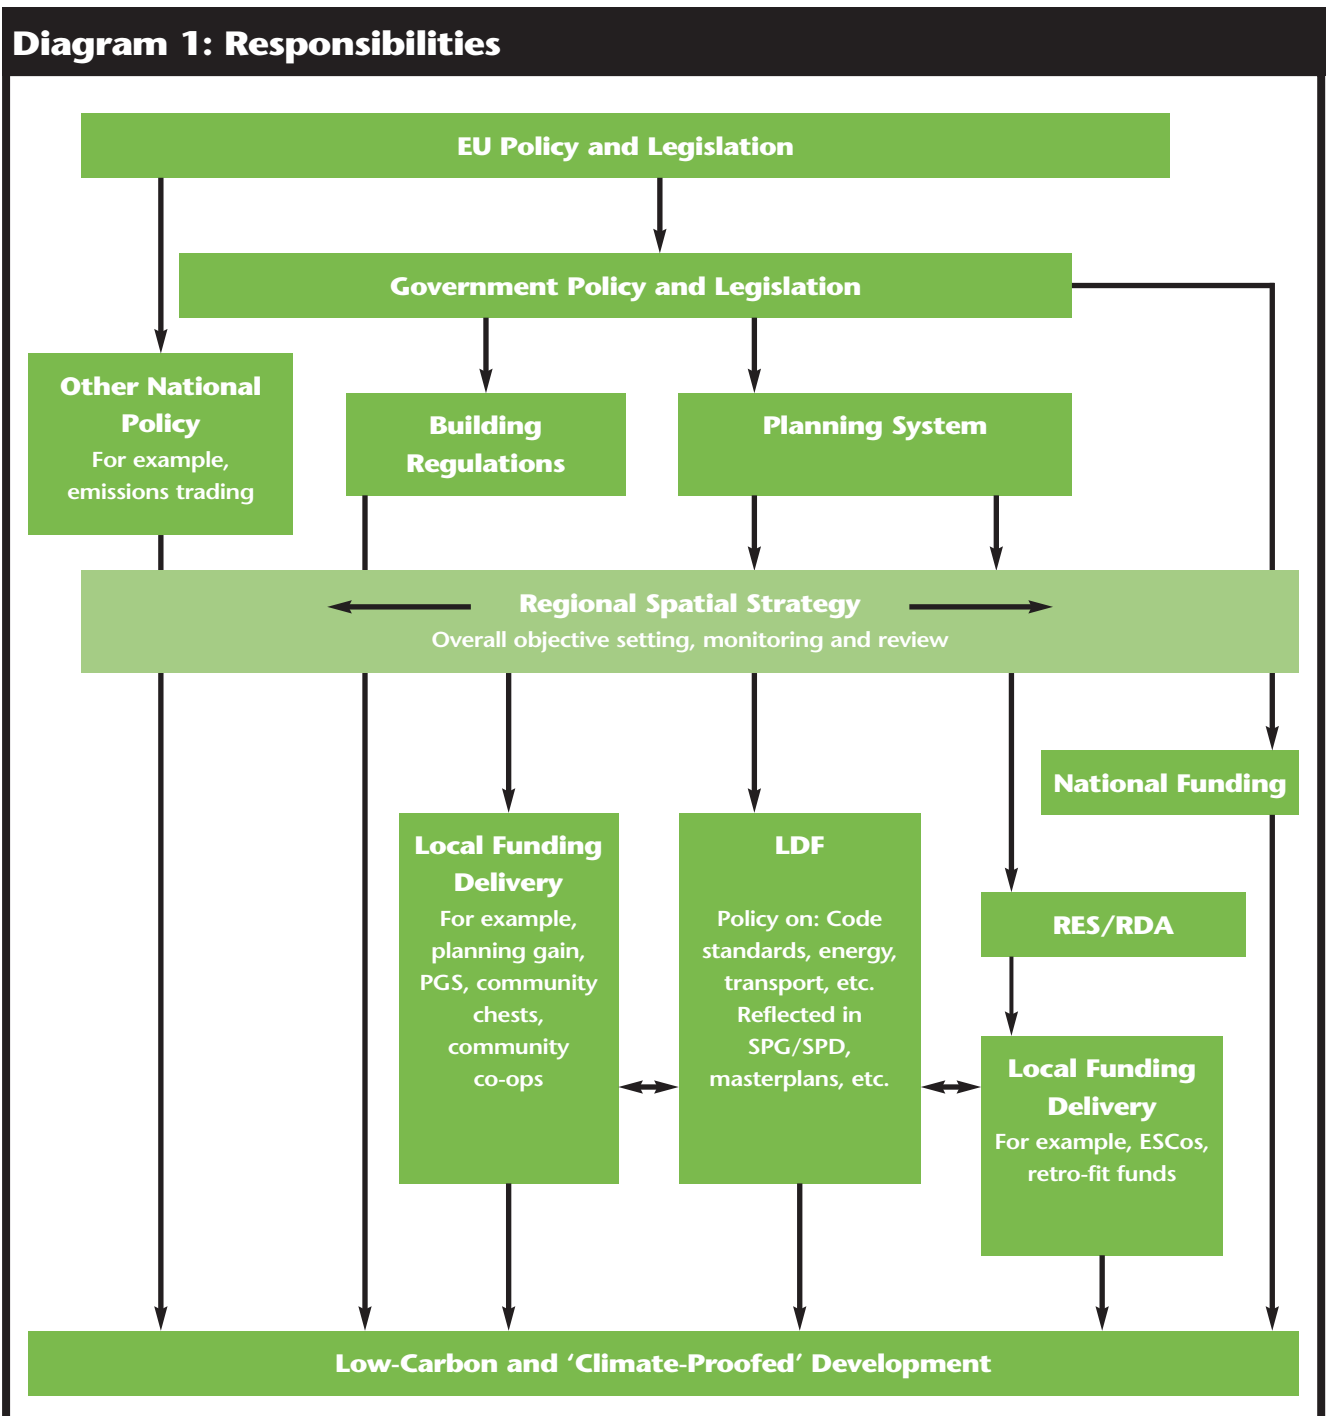 Diagram 1: Responsibilities
EU Policy and Legislation
Government Policy and Legislation
Other National
Policy
For example,
emissions trading
Building
Regulations
Planning System
Regional Spatial Strategy
Overall objective setting, monitoring and review
National Funding
Local Funding
Delivery
For example,
planning gain,
PGS, community
chests,
community
co-ops
LDF
Policy on: Code
standards, energy,
transport, etc.
Reflected in
SPG/SPD,
masterplans, etc.
RES/RDA
Local Funding
Delivery
For example, ESCos,
retro-fit funds
Low-Carbon and ‘Climate-Proofed’ Development